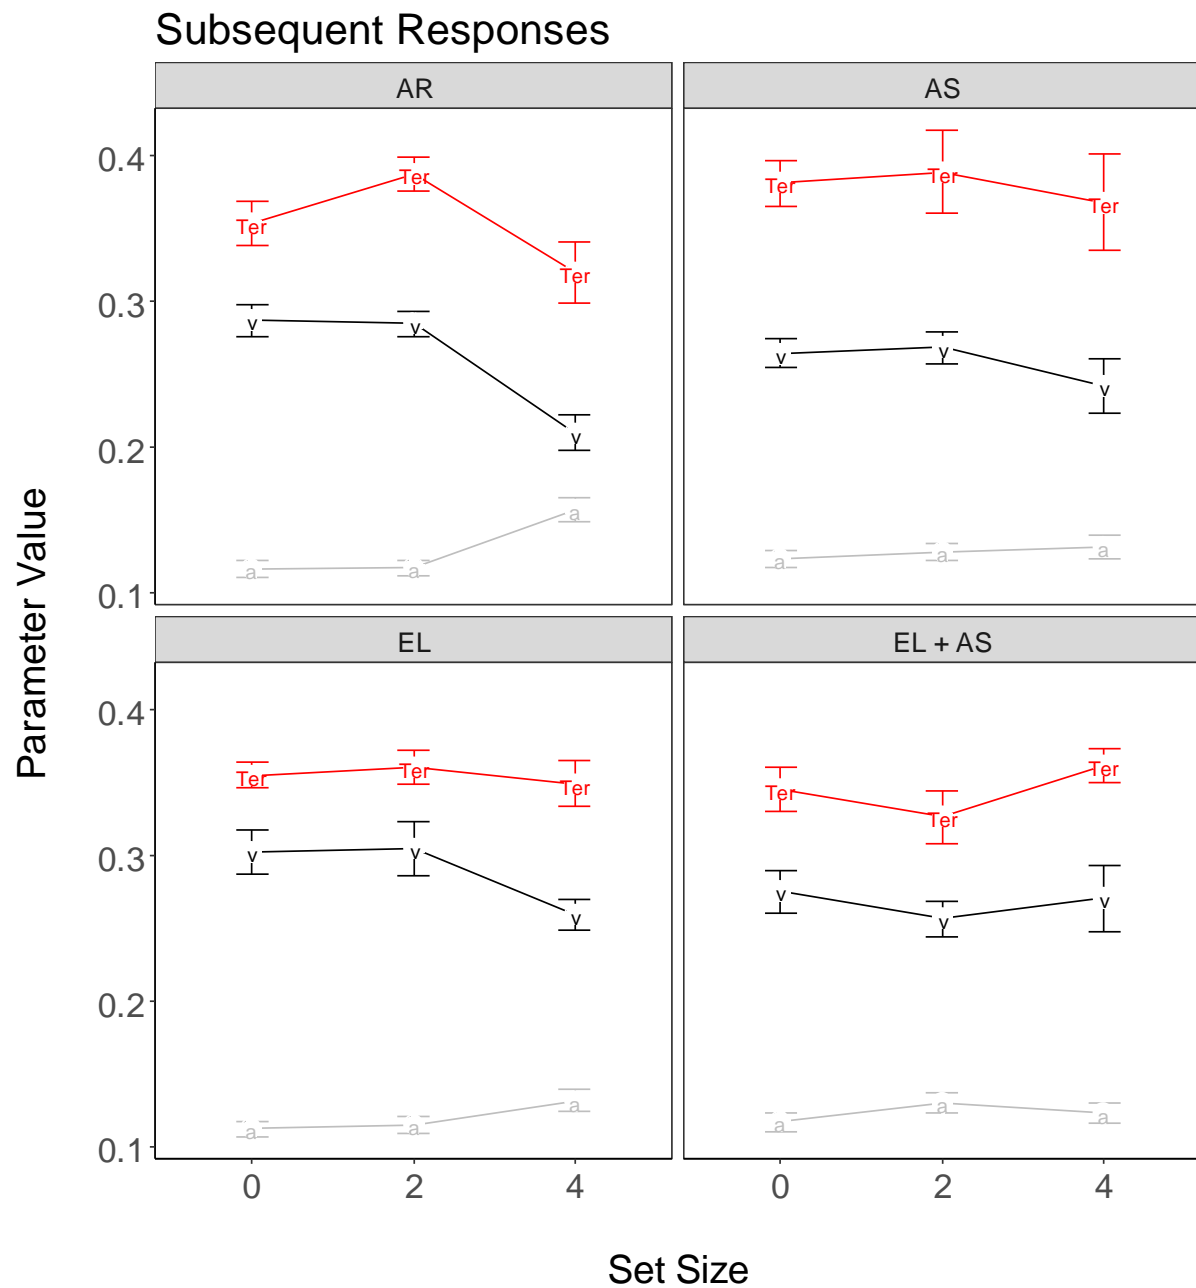 Subsequent Responses
AR
AS
0.4
0.3
0.2
0.1
Ter
Ter
Ter
v
v
v
a
a
a
Ter
Ter
Ter
v
v
v
a
a
a
EL
EL + AS
0.4
0.3
0.2
0.1
Ter
Ter
Ter
v
v
v
a
a
a
Ter
Ter
Ter
v
v
v
a
a
a
0 2 4
0 2 4
Parameter Value
Set Size